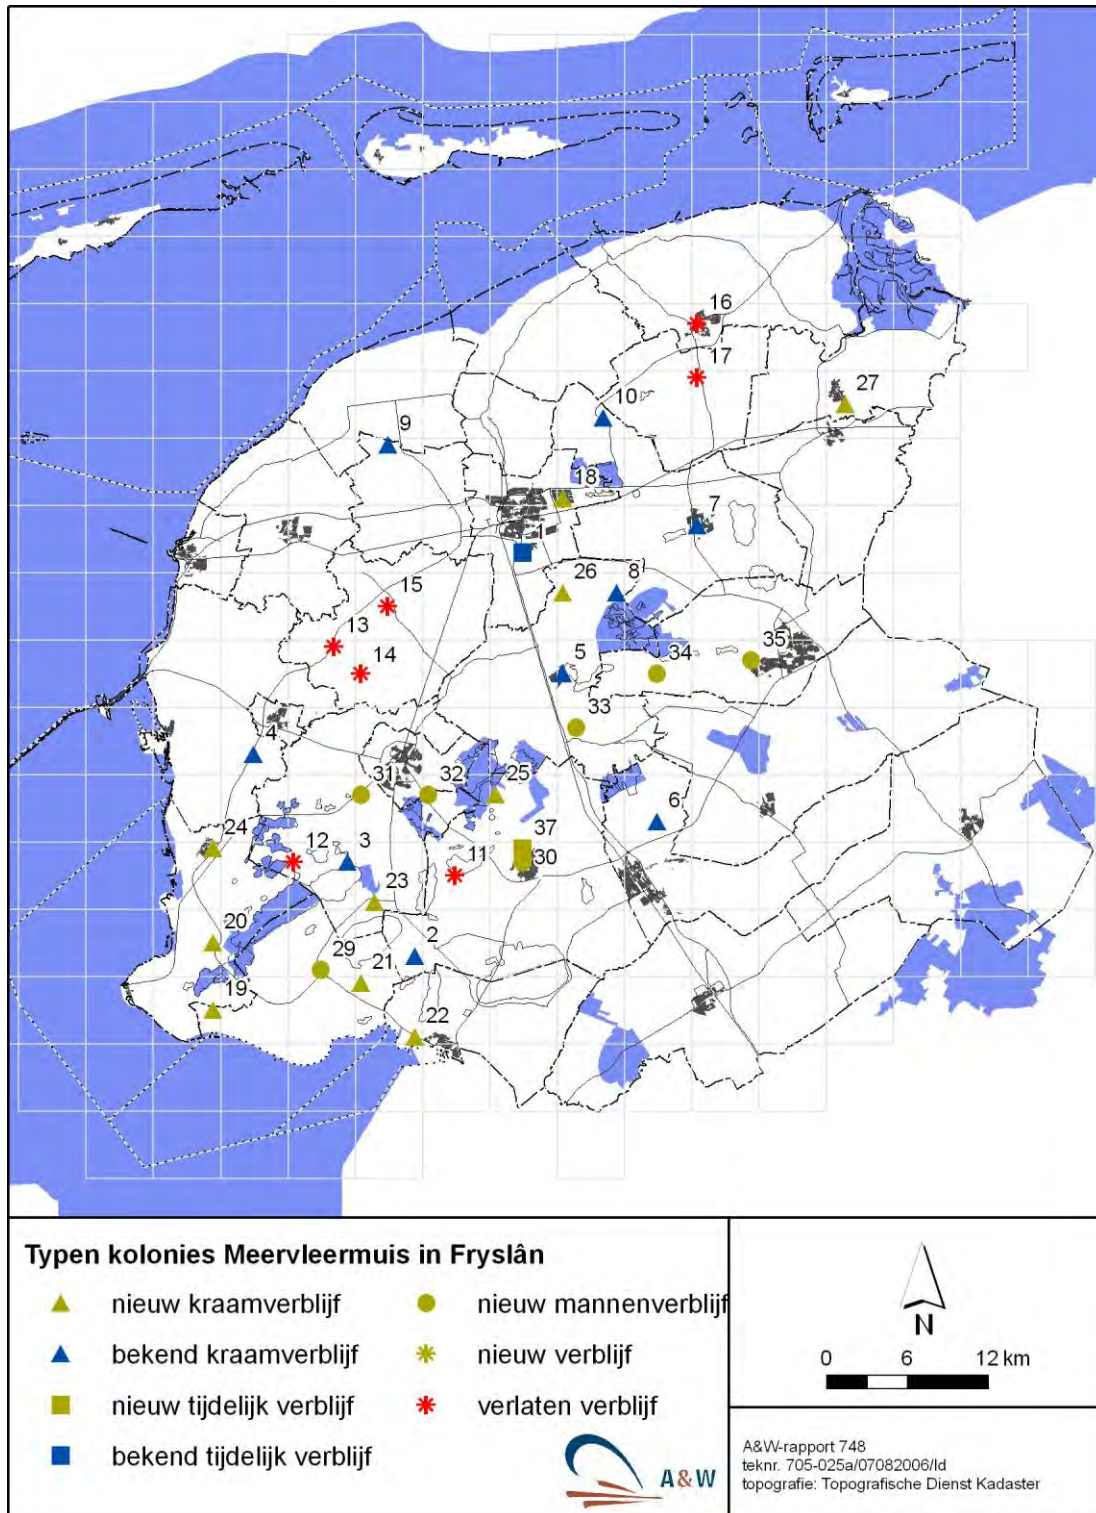 16
17
27
10
9
18
7
1
26
8
15
13
14
5
34
35
33
4
31
32
25
6
37
24
12
3
11
30
23
20
2
29
21
19
22
Typen kolonies Meervleermuis in Fryslân
nieuw kraamverblijf
bekend kraamverblijf
nieuw tijdelijk verblijf
bekend tijdelijk verblijf
nieuw mannenverblijf
nieuw verblijf
verlaten verblijf
A&W
N
0 6 12 km
A&W-rapport 748
teknr. 705-025a/07082006/ld
topografie: Topografische Dienst Kadaster